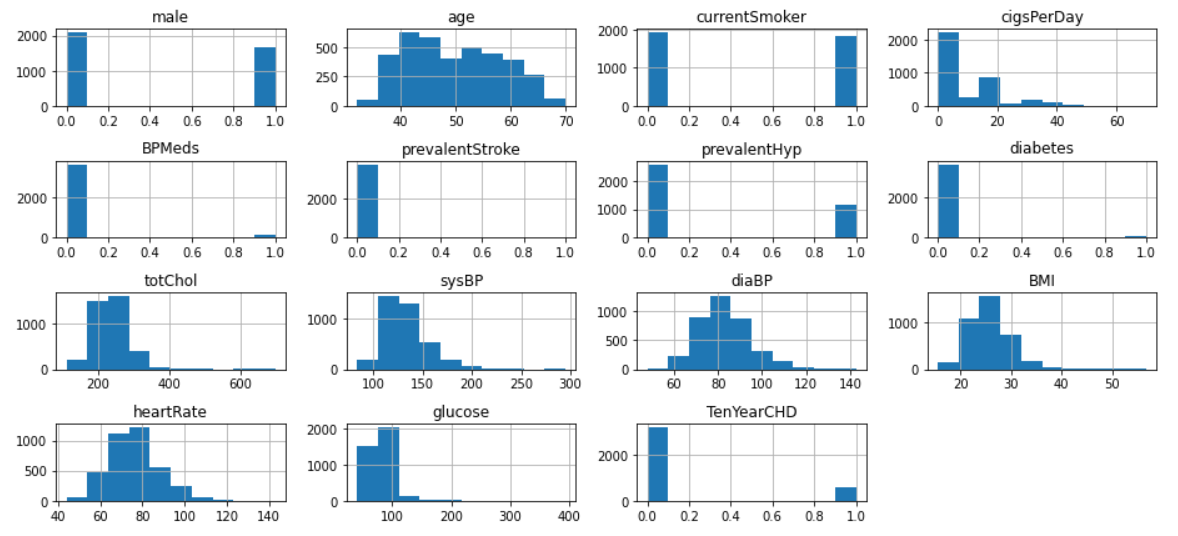 male age currentSmoker cigsPerDay
2000 1000 0 500 250 0 2000 1000 0 2000 1000 0
0.0 0.2 0.4 0.6 0.8 1.0 40 50 60 70 0.0 0.2 0.4 0.6 0.8 1.0 0 20 40 60
BPMeds prevalentStroke prevalentHyp diabetes
2000 0 2000 0 2000 1000 0 2000 0
0.0 0.2 0.4 0.6 0.8 1.0 0.0 0.2 0.4 0.6 0.8 1.0 0.0 0.2 0.4 0.6 0.8 1.0 0.0 0.2 0.4 0.6 0.8 1.0
totChol sysBP diaBP BMI
1000 0 1000 0 1000 500 0 1000 0
200 400 600 100 150 200 250 300 60 80 100 120 140 20 30 40 50
heartRate glucose TenYearCHD
1000 500 0 2000 1000 0 2000 0
40 60 80 100 120 140 100 200 300 400 0.0 0.2 0.4 0.6 0.8 1.0